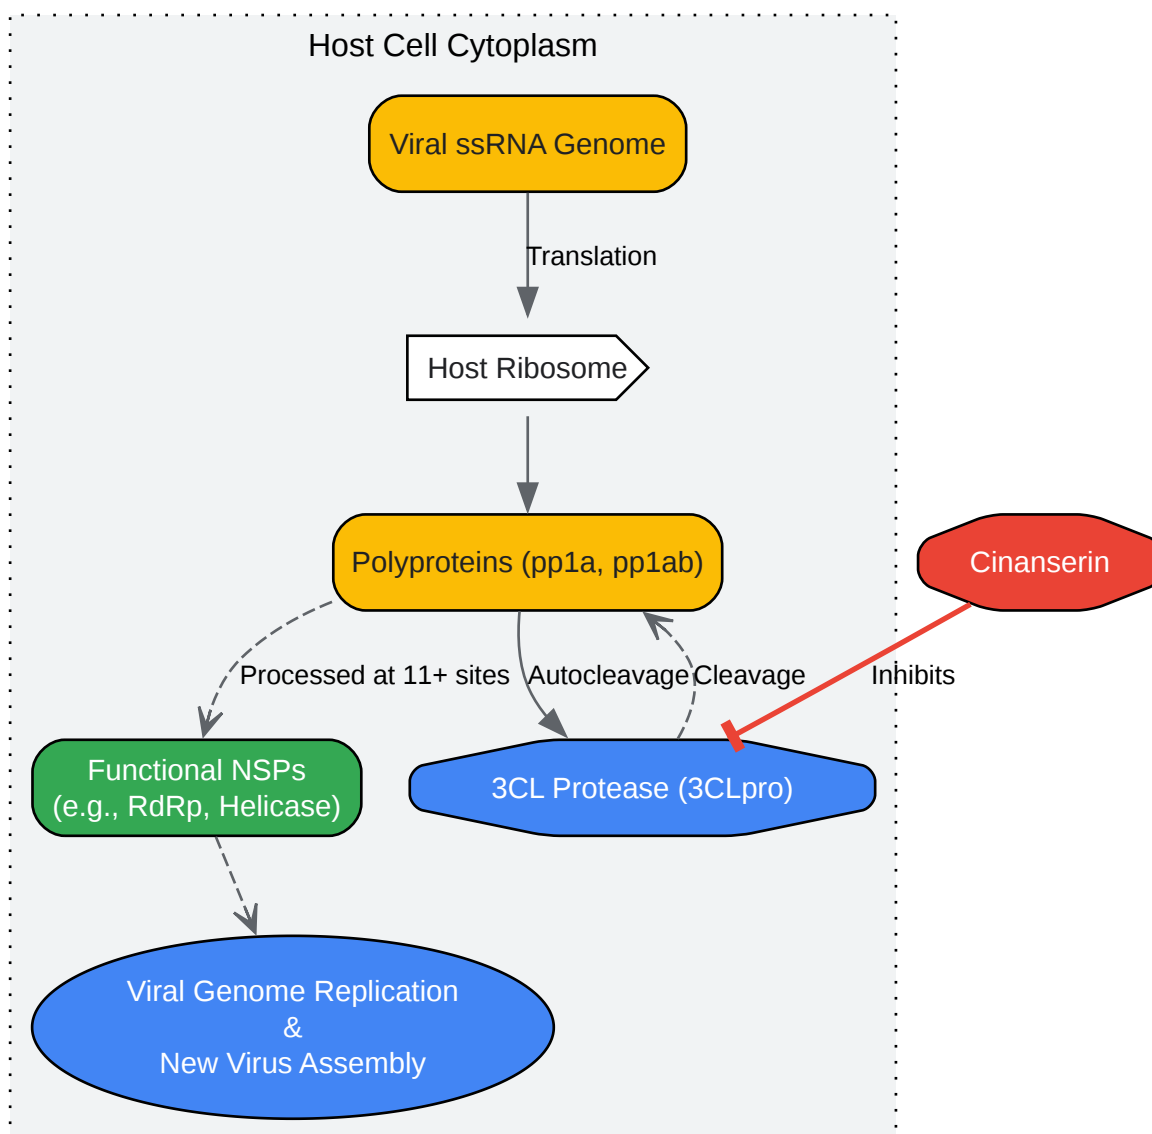 Host Cell Cytoplasm
Viral ssRNA Genome
Translation
Host Ribosome
Polyproteins (pp1a, pp1ab)
Cinanserin
Processed at 11+ sites
Autocleavage
Cleavage
Inhibits
Functional NSPs
(e.g., RdRp, Helicase)
3CL Protease (3CLpro)
Viral Genome Replication
&
New Virus Assembly